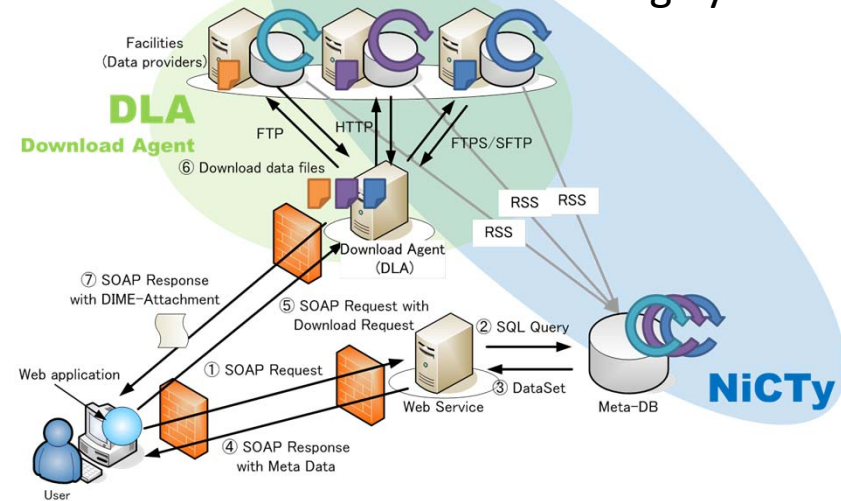 Facilities
(Data providers)
DLA
Download Agent
FTP
HTTP
FTPS/SFTP
⑥ Download data files
RSS
RSS
RSS
Download Agent
(DLA)
⑦ SOAP Response
with DIME-Attachment
⑤ SOAP Request with
Download Request
② SQL Query
Web application
① SOAP Request
③ DataSet
Web Service
Meta-DB
NiCTy
④ SOAP Response
with Meta Data
User